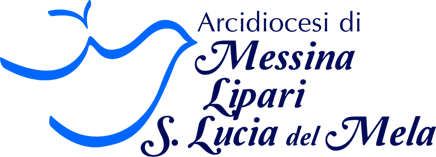 Arcidiocesi di
Messina
Lipari
S. Lucia del Mela